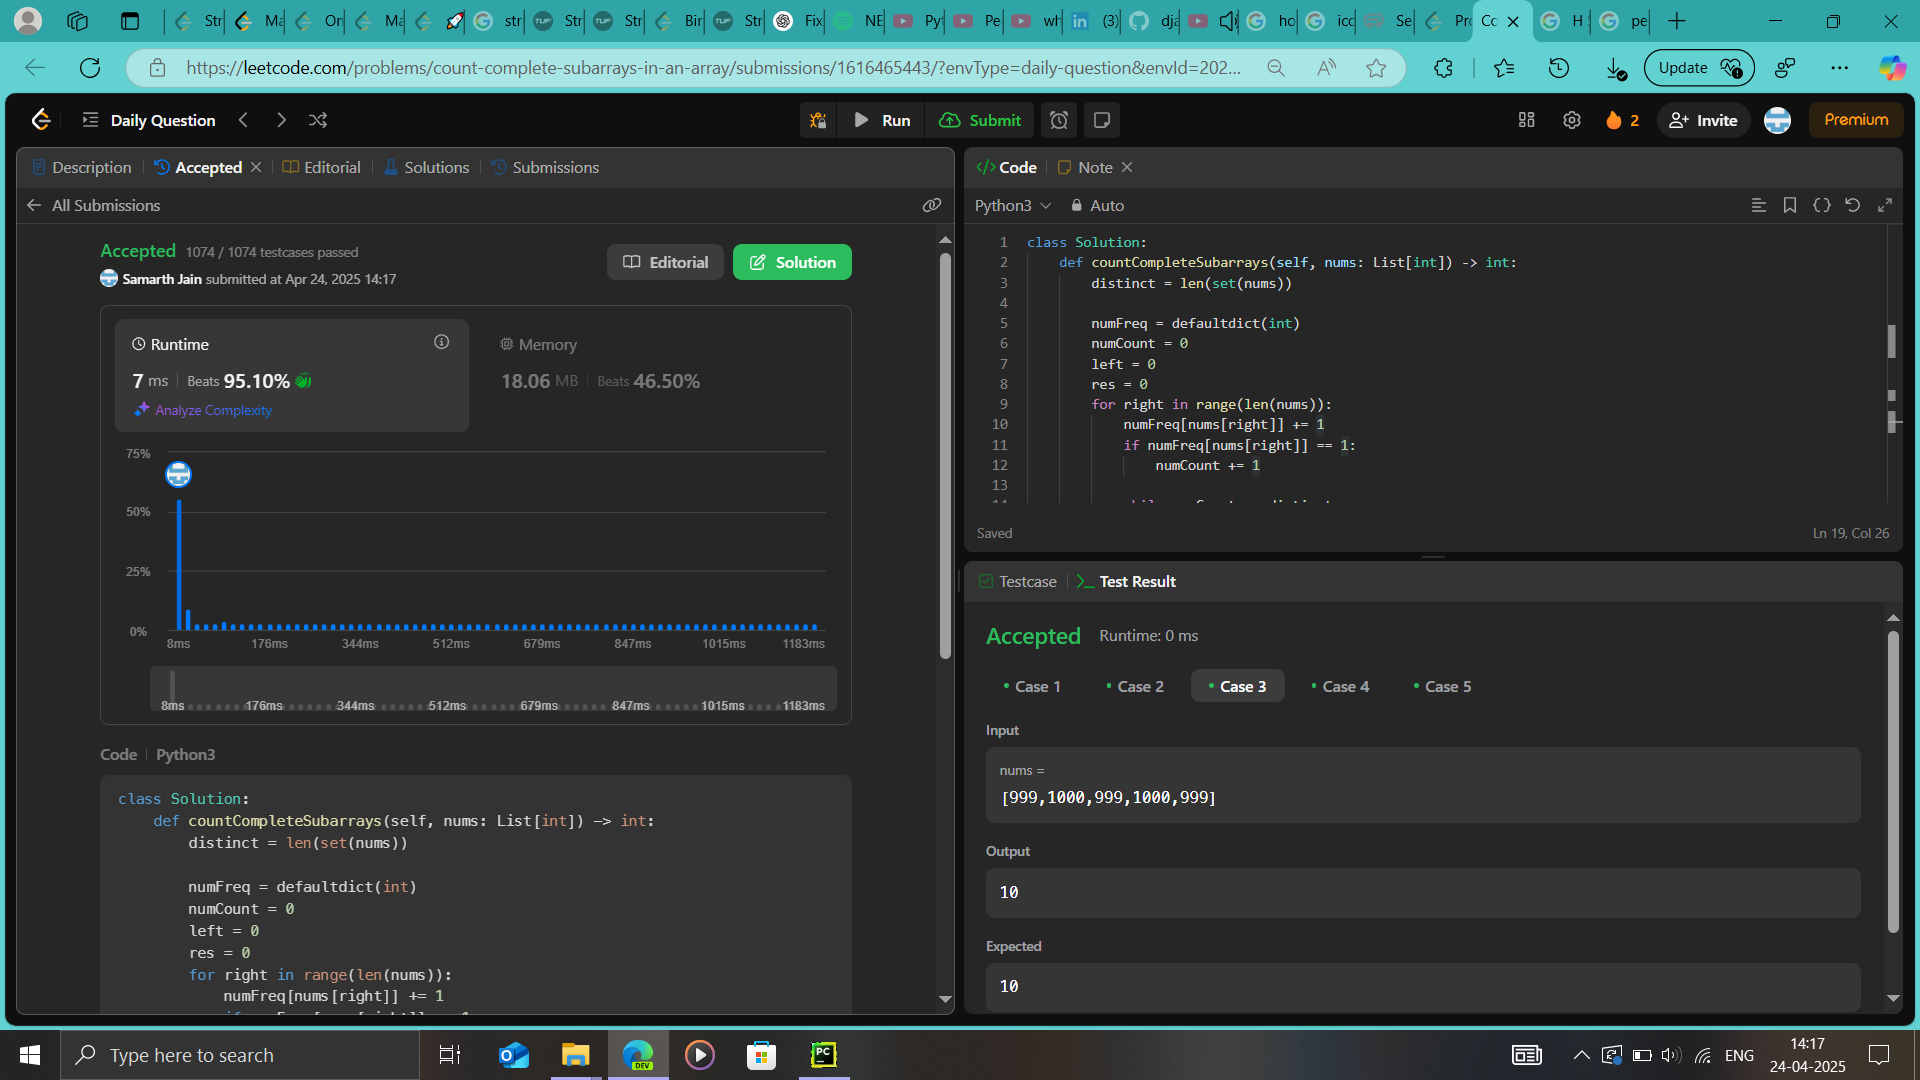 Str
Ma
On
Ma
str
Str
Str
Bir
Str
Fix
NE
Pyt
Pe
wh
(3)
dja
ho
icc
Se
Pro
Co
H
pe
https://leetcode.com/problems/count-complete-subarrays-in-an-array/submissions/1616465443/?envType=daily-question&envId=202...
Update
Daily Question
Run
Submit
2
Invite
Premium
Description
Accepted
Editorial
Solutions
Submissions
All Submissions
Accepted 1074 / 1074 testcases passed
Samarth Jain submitted at Apr 24, 2025 14:17
Editorial
Solution
Runtime
7 ms Beats 95.10%
Analyze Complexity
Memory
18.06 MB Beats 46.50%
75%
50%
25%
0%
8ms 176ms 344ms 512ms 679ms 847ms 1015ms 1183ms
8ms 176ms 344ms 512ms 679ms 847ms 1015ms 1183ms
Code Python3
class Solution:
def countCompleteSubarrays(self, nums: List[int]) -> int:
distinct = len(set(nums))
numFreq = defaultdict(int)
numCount = 0
left = 0
res = 0
for right in range(len(nums)):
numFreq[nums[right]] += 1
Code
Note
Python3
Auto
1 class Solution:
2 def countCompleteSubarrays(self, nums: List[int]) -> int:
3 distinct = len(set(nums))
4
5 numFreq = defaultdict(int)
6 numCount = 0
7 left = 0
8 res = 0
9 for right in range(len(nums)):
10 numFreq[nums[right]] += 1
11 if numFreq[nums[right]] == 1:
12 numCount += 1
13
Saved
Ln 19, Col 26
Testcase
Test Result
Accepted Runtime: 0 ms
Case 1
Case 2
Case 3
Case 4
Case 5
Input
nums =
[999,1000,999,1000,999]
Output
10
Expected
10
Type here to search
DEV
PC
ENG
14:17
24-04-2025